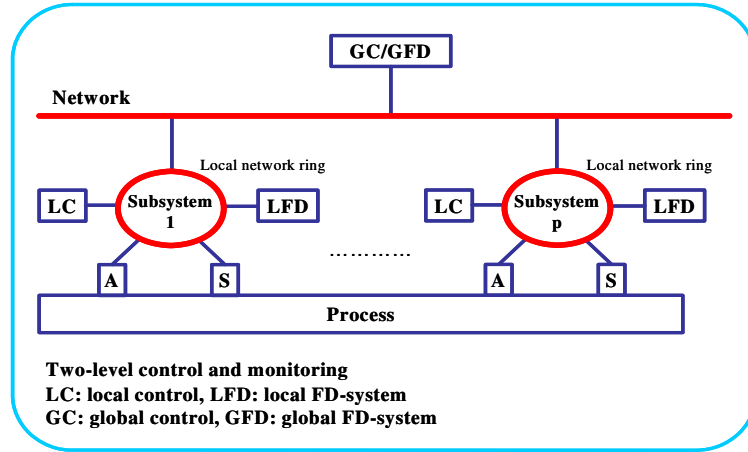 GC/GFD
Network
Local network ring
Local network ring
LC
Subsystem
1
LFD
LC
Subsystem
p
LFD
…………
A
S
A
S
Process
Two-level control and monitoring
LC: local control, LFD: local FD-system
GC: global control, GFD: global FD-system